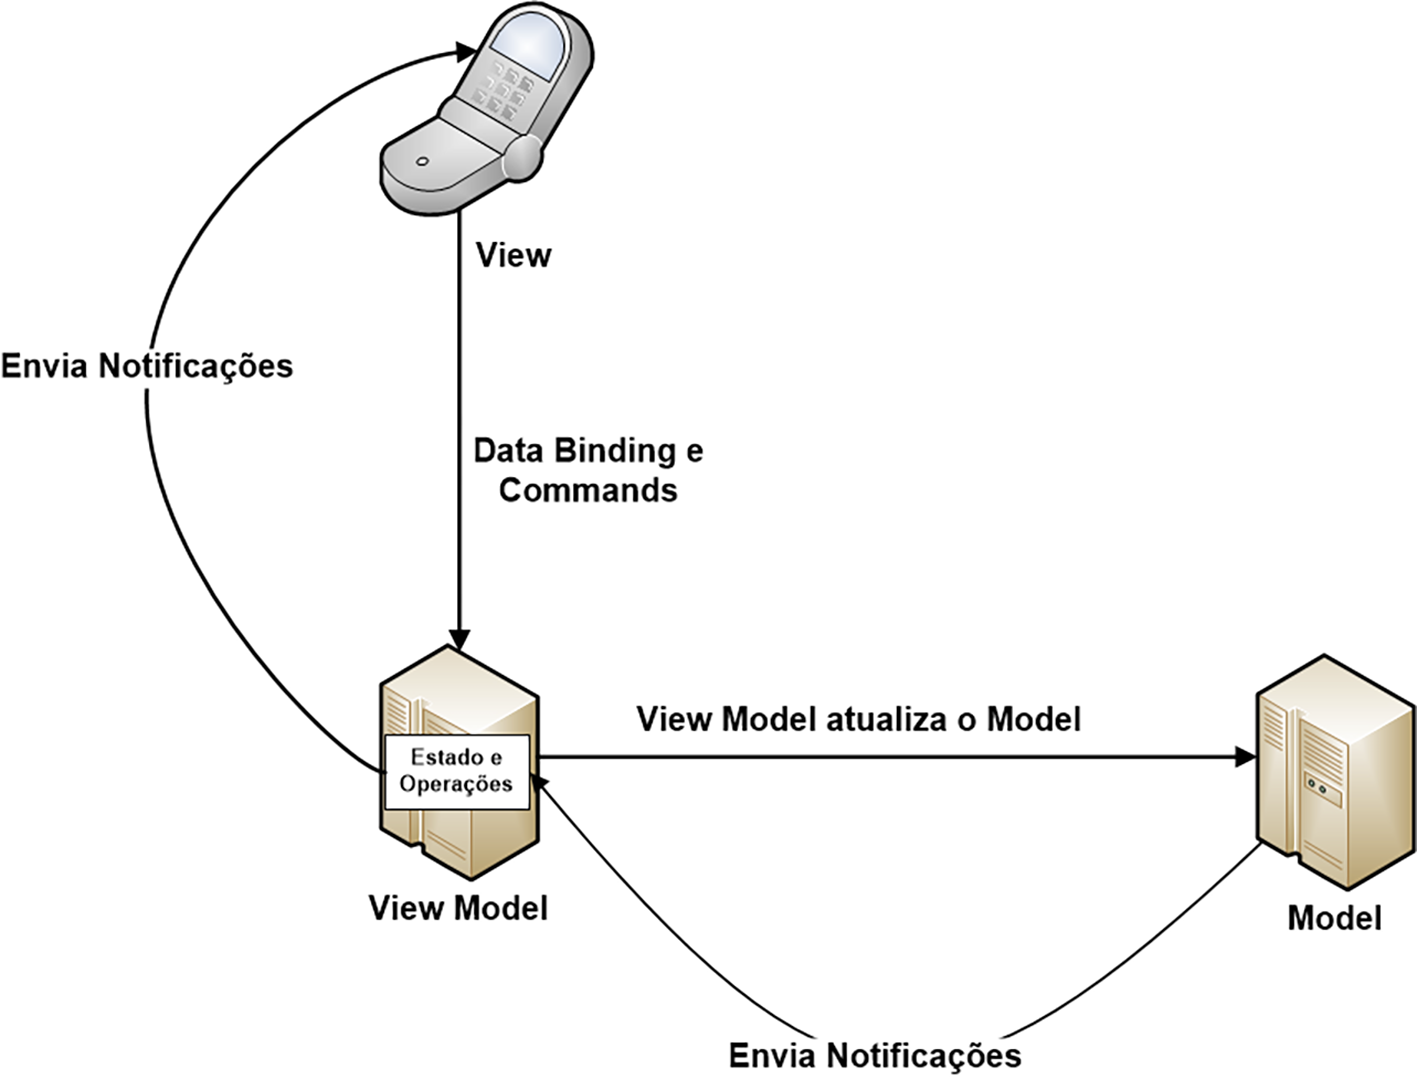 View
Envia Notificações
Data Binding e
Commands
View Model atualiza o Model
Estado e
Operações
View Model
Model
Envia Notificações